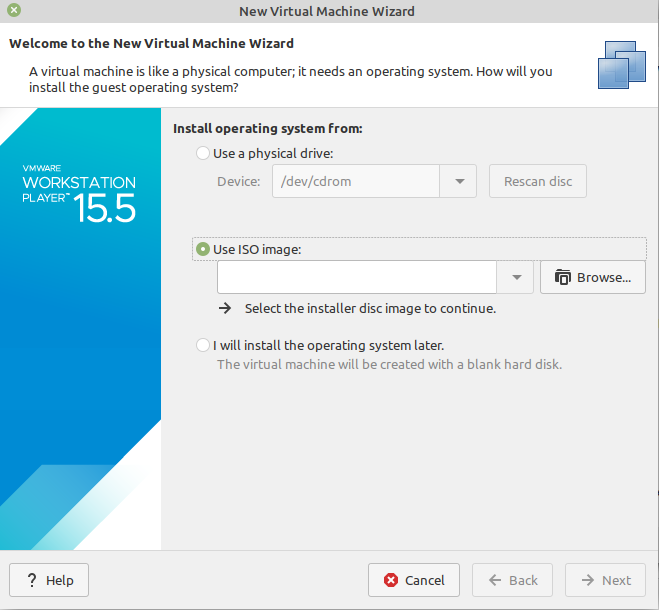 New Virtual Machine Wizard
Welcome to the New Virtual Machine Wizard
A virtual machine is like a physical computer; it needs an operating system. How will you
install the guest operating system?
VMWARE
WORKSTATION
PLAYER™ 15.5
Install operating system from:
Use a physical drive:
Device: /dev/cdrom Rescan disc
Use ISO image:
Browse...
Select the installer disc image to continue.
I will install the operating system later.
The virtual machine will be created with a blank hard disk.
? Help Cancel Back Next